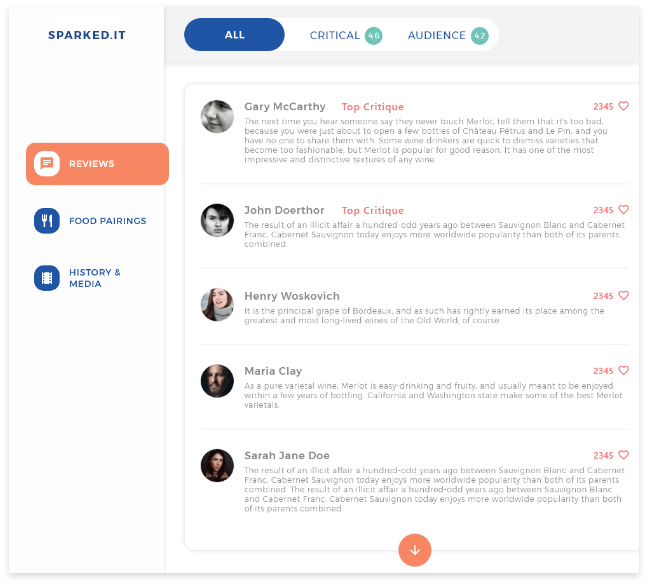 SPARKED.IT
ALL
CRITICAL 4.6
AUDIENCE 4.2
REVIEWS
FOOD PAIRINGS
HISTORY &
MEDIA
Gary McCarthy Top Critique 2345
The next time you hear someone say they never touch Merlot, tell them that it's too bad,
because you were just about to open a few bottles of Château Pétrus and Le Pin, and you
have no one to share them with. Some wine drinkers are quick to dismiss varieties that
become too fashionable, but Merlot is popular for good reason. It has one of the most
impressive and distinctive textures of any wine.
John Doerthor Top Critique 2345
The result of an illicit affair a hundred-odd years ago between Sauvignon Blanc and Cabernet
Franc, Cabernet Sauvignon today enjoys more worldwide popularity than both of its parents
combined.
Henry Woskovich 2345
It is the principal grape of Bordeaux, and as such has rightly earned its place among the
greatest and most long-lived wines of the Old World; of course.
Maria Clay 2345
As a pure varietal wine, Merlot is easy-drinking and fruity, and usually meant to be enjoyed
within a few years of bottling. California and Washington state make some of the best Merlot
varietals.
Sarah Jane Doe 2345
The result of an illicit affair a hundred-odd years ago between Sauvignon Blanc and Cabernet
Franc, Cabernet Sauvignon today enjoys more worldwide popularity than both of its parents
combined. The result of an illicit affair a hundred-odd years ago between Sauvignon Blanc
and Cabernet Franc, Cabernet Sauvignon today enjoys more worldwide popularity than both
of its parents combined.